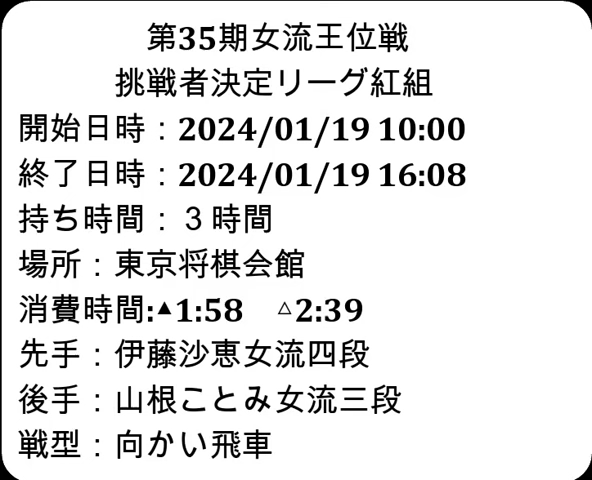 第35期女流王位戦
挑戦者決定リーグ紅組
開始日時：2024/01/19 10:00
終了日時：2024/01/19 16:08
持ち時間：３時間
場所：東京将棋会館
消費時間:▲1:58　△2:39
先手：伊藤沙恵女流四段
後手：山根ことみ女流三段
戦型：向かい飛車